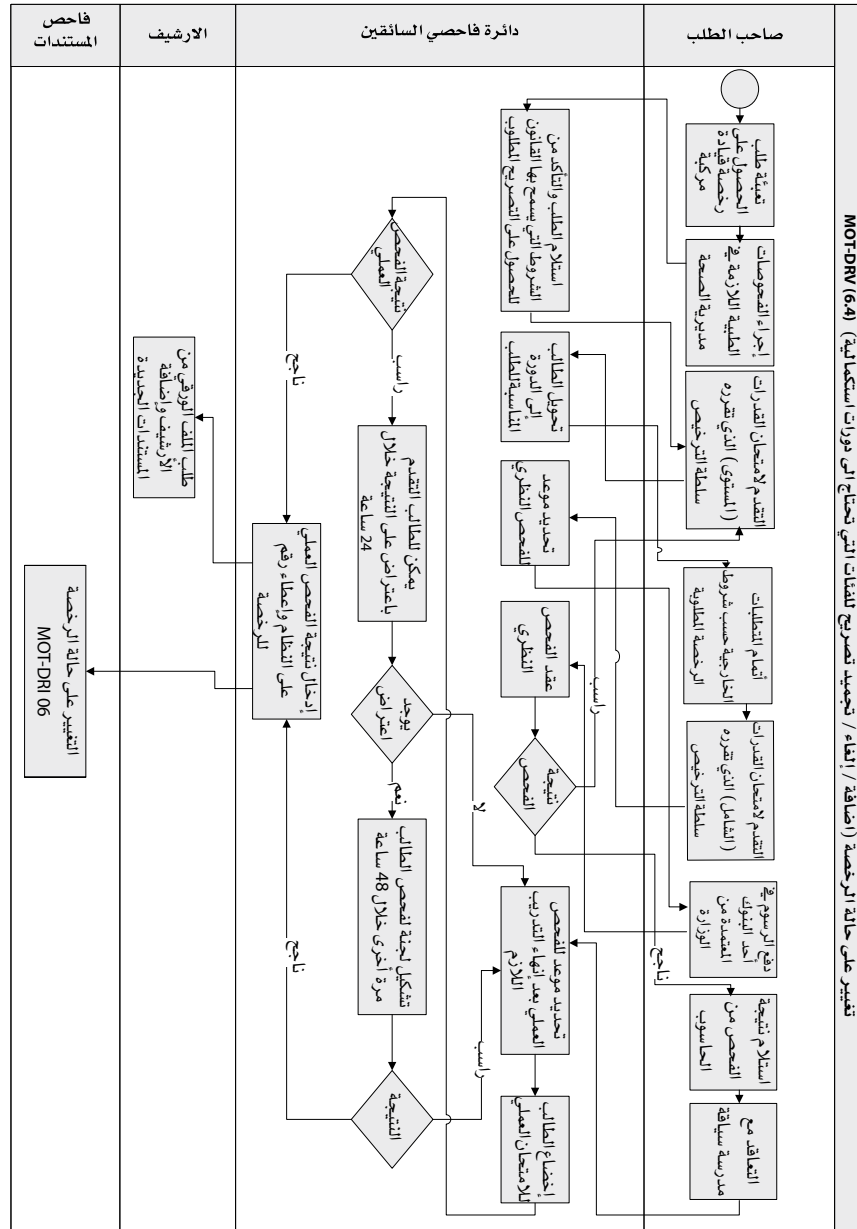 تغيير على حالة الرخصة (اضافة / إلغاء / تجميد تصريح للفئات التي تحتاج الى دورات استكمالية) MOT-DRV (6.4)
صاحب الطلب
دائرة فاحصي السائقين
الارشيف
فاحص
المستندات
تعبئة طلب
الحصول على
رخصة قيادة
مركبة
إجراء الفحوصات
الطبية اللازمة في
مديرية الصحة
التقدم لامتحان القدرات
(المستوى) الذي تقرره
سلطة الترخيص
أتمام المتطلبات
الخارجية حسب شروط
الرخصة المطلوبة
التقدم لامتحان القدرات
(الشامل) الذي تقرره
سلطة الترخيص
دفع الرسوم في
أحد البنوك
المعتمدة من
الوزارة
استلام نتيجة
الفحص من
الحاسوب
التعاقد مع
مدرسة سياقة
استلام الطلب والتأكد من
الشروط التي يسمح بها القانون
للحصول على التصريح المطلوب
تحويل الطالب
إلى الدورة
المناسبة للطلب
تحديد موعد
للفحص النظري
عقد الفحص
النظري
نتيجة
الفحص
راسب
ناجح
تحديد موعد للفحص
العملي بعد إنهاء التدريب
اللازم
إخضاع الطالب
للامتحان العملي
نتيجة الفحص
العملي
راسب
ناجح
يمكن للطالب التقدم
باعتراض على النتيجة خلال
24 ساعة
يوجد
اعتراض
لا
نعم
تشكيل لجنة لفحص الطالب
مرة أخرى خلال 48 ساعة
النتيجة
راسب
ناجح
إدخال نتيجة الفحص العملي
على النظام وإعطاء رقم
للرخصة
طلب الملف الورقي من
الأرشيف وإضافة
المستندات الجديدة
التغيير على حالة الرخصة
MOT-DRI 06